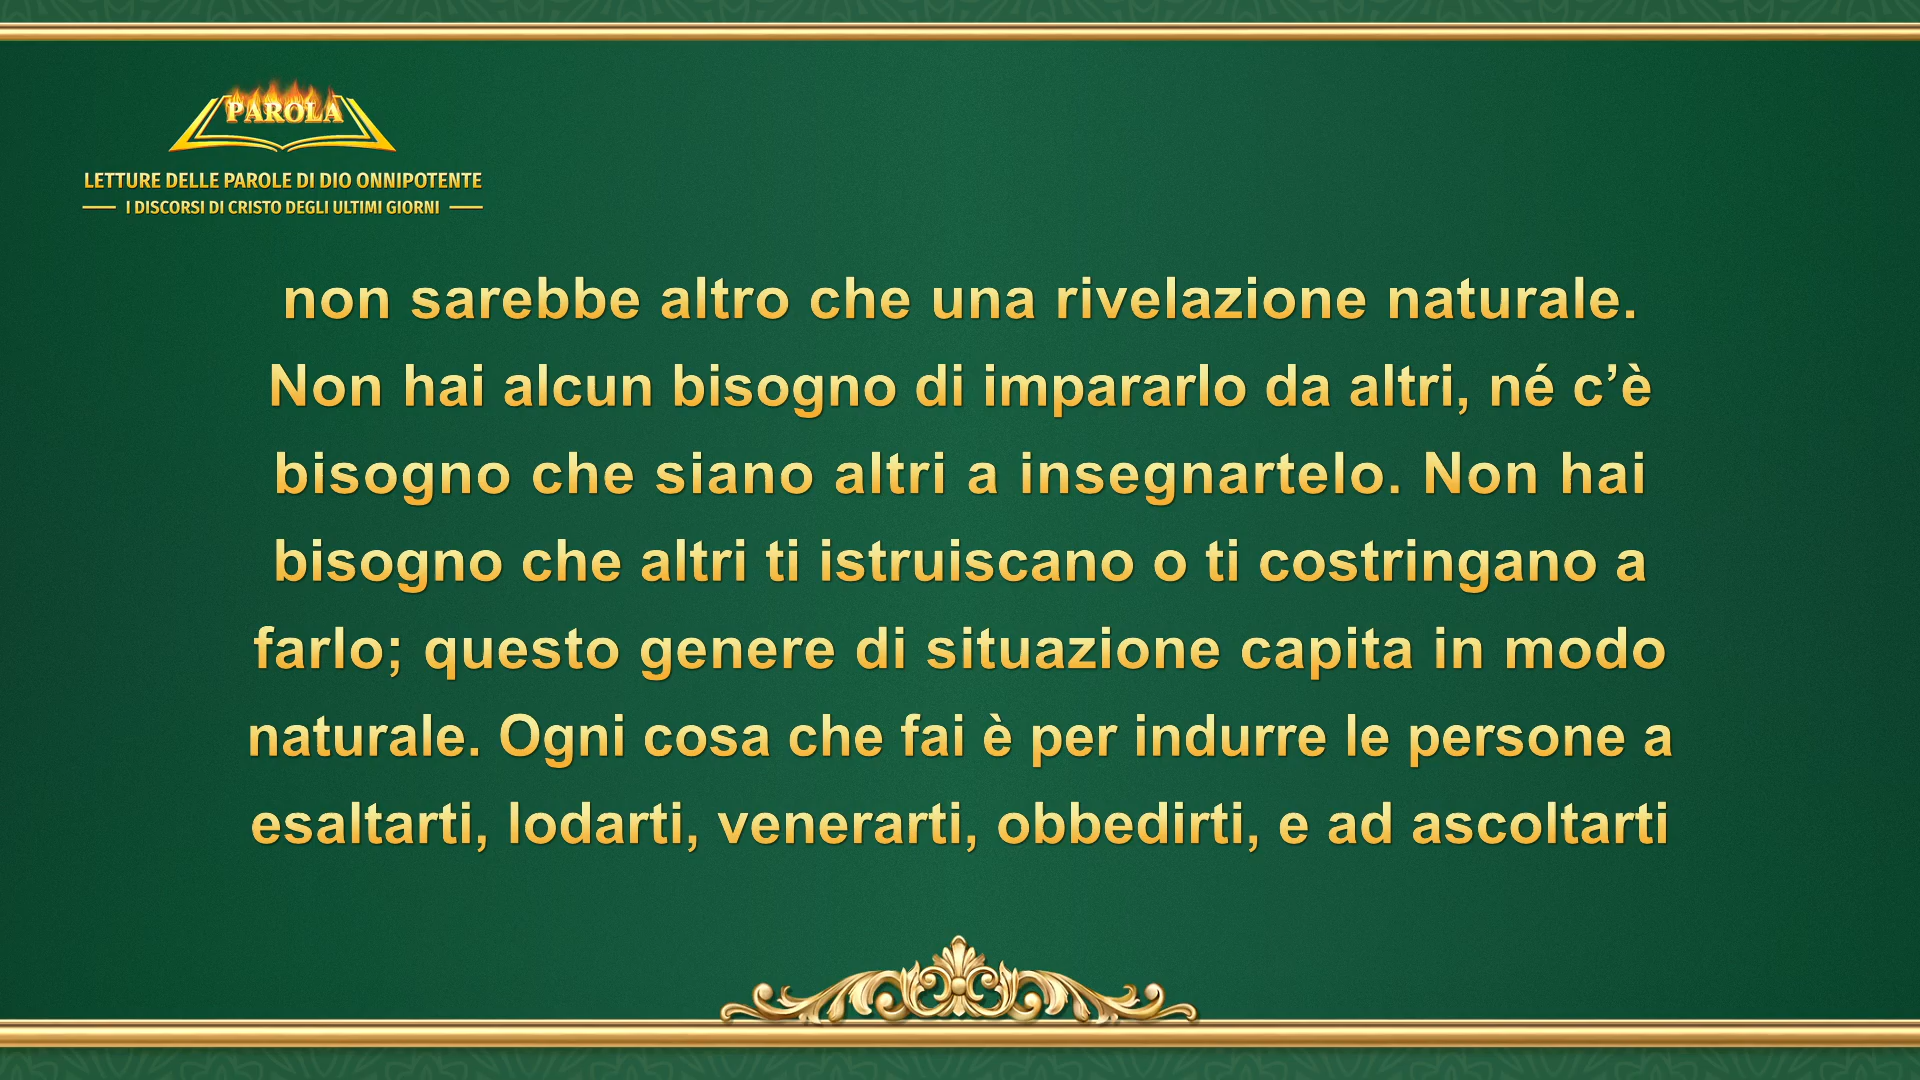 PAROLA
LETTURE DELLE PAROLE DI DIO ONNIPOTENTE
I DISCORSI DI CRISTO DEGLI ULTIMI GIORNI
non sarebbe altro che una rivelazione naturale.
Non hai alcun bisogno di impararlo da altri, né c’è
bisogno che siano altri a insegnartelo. Non hai
bisogno che altri ti istruiscano o ti costringano a
farlo; questo genere di situazione capita in modo
naturale. Ogni cosa che fai è per indurre le persone a
esaltarti, lodarti, venerarti, obbedirti, e ad ascoltarti